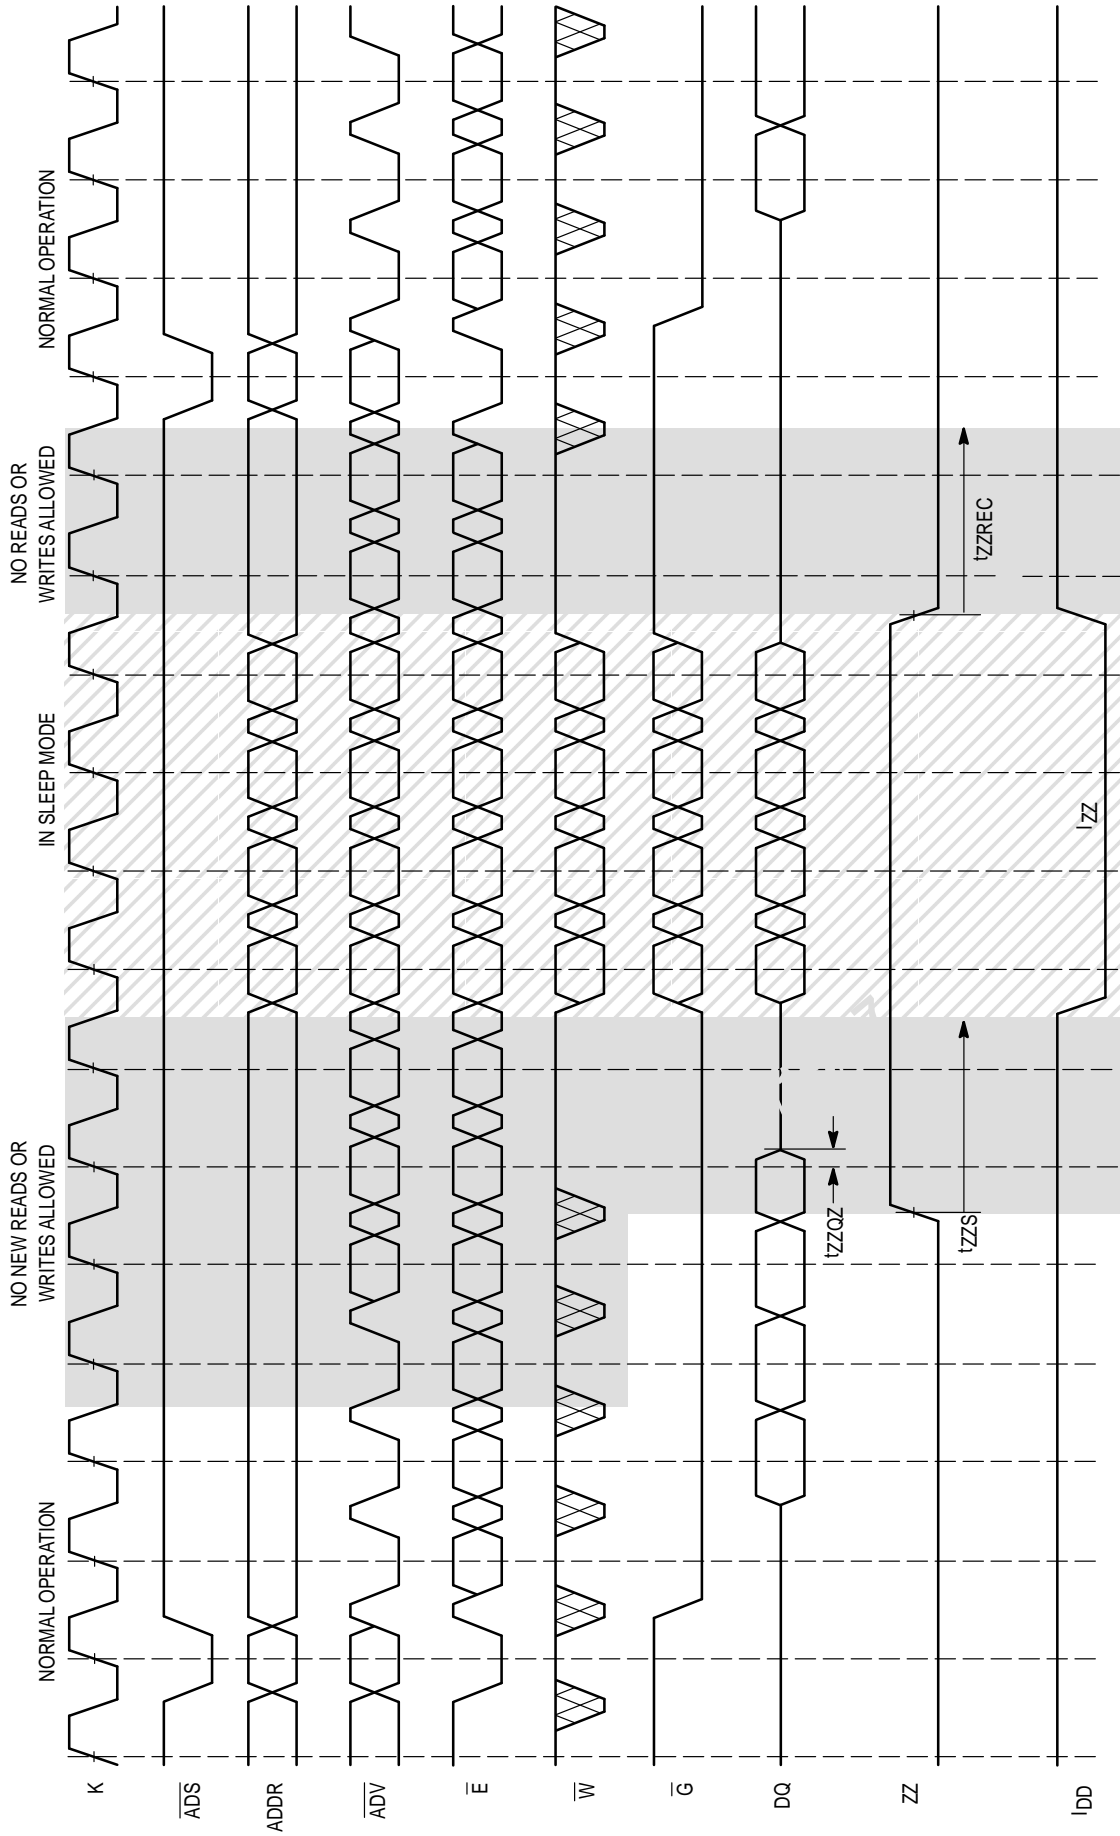 NORMAL OPERATION
NO NEW READS OR
WRITES ALLOWED
IN SLEEP MODE
NO READS OR
WRITES ALLOWED
NORMAL OPERATION
K
ADS
ADDR
ADV
E
W
G
DQ
tZZQZ
ZZ
tZZS
tZZREC
IDD
IZZ